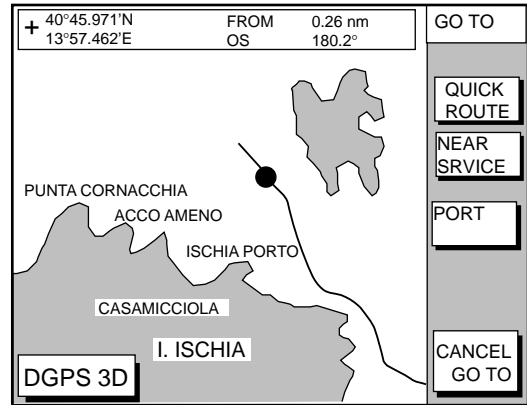 + 40°45.971'N FROM 0.26 nm
13°57.462'E OS 180.2°
GO TO
QUICK
ROUTE
NEAR
SRVICE
PORT
PUNTA CORNACCHIA
ACCO AMENO
ISCHIA PORTO
CASAMICCIOLA
I. ISCHIA
DGPS 3D
CANCEL
GO TO